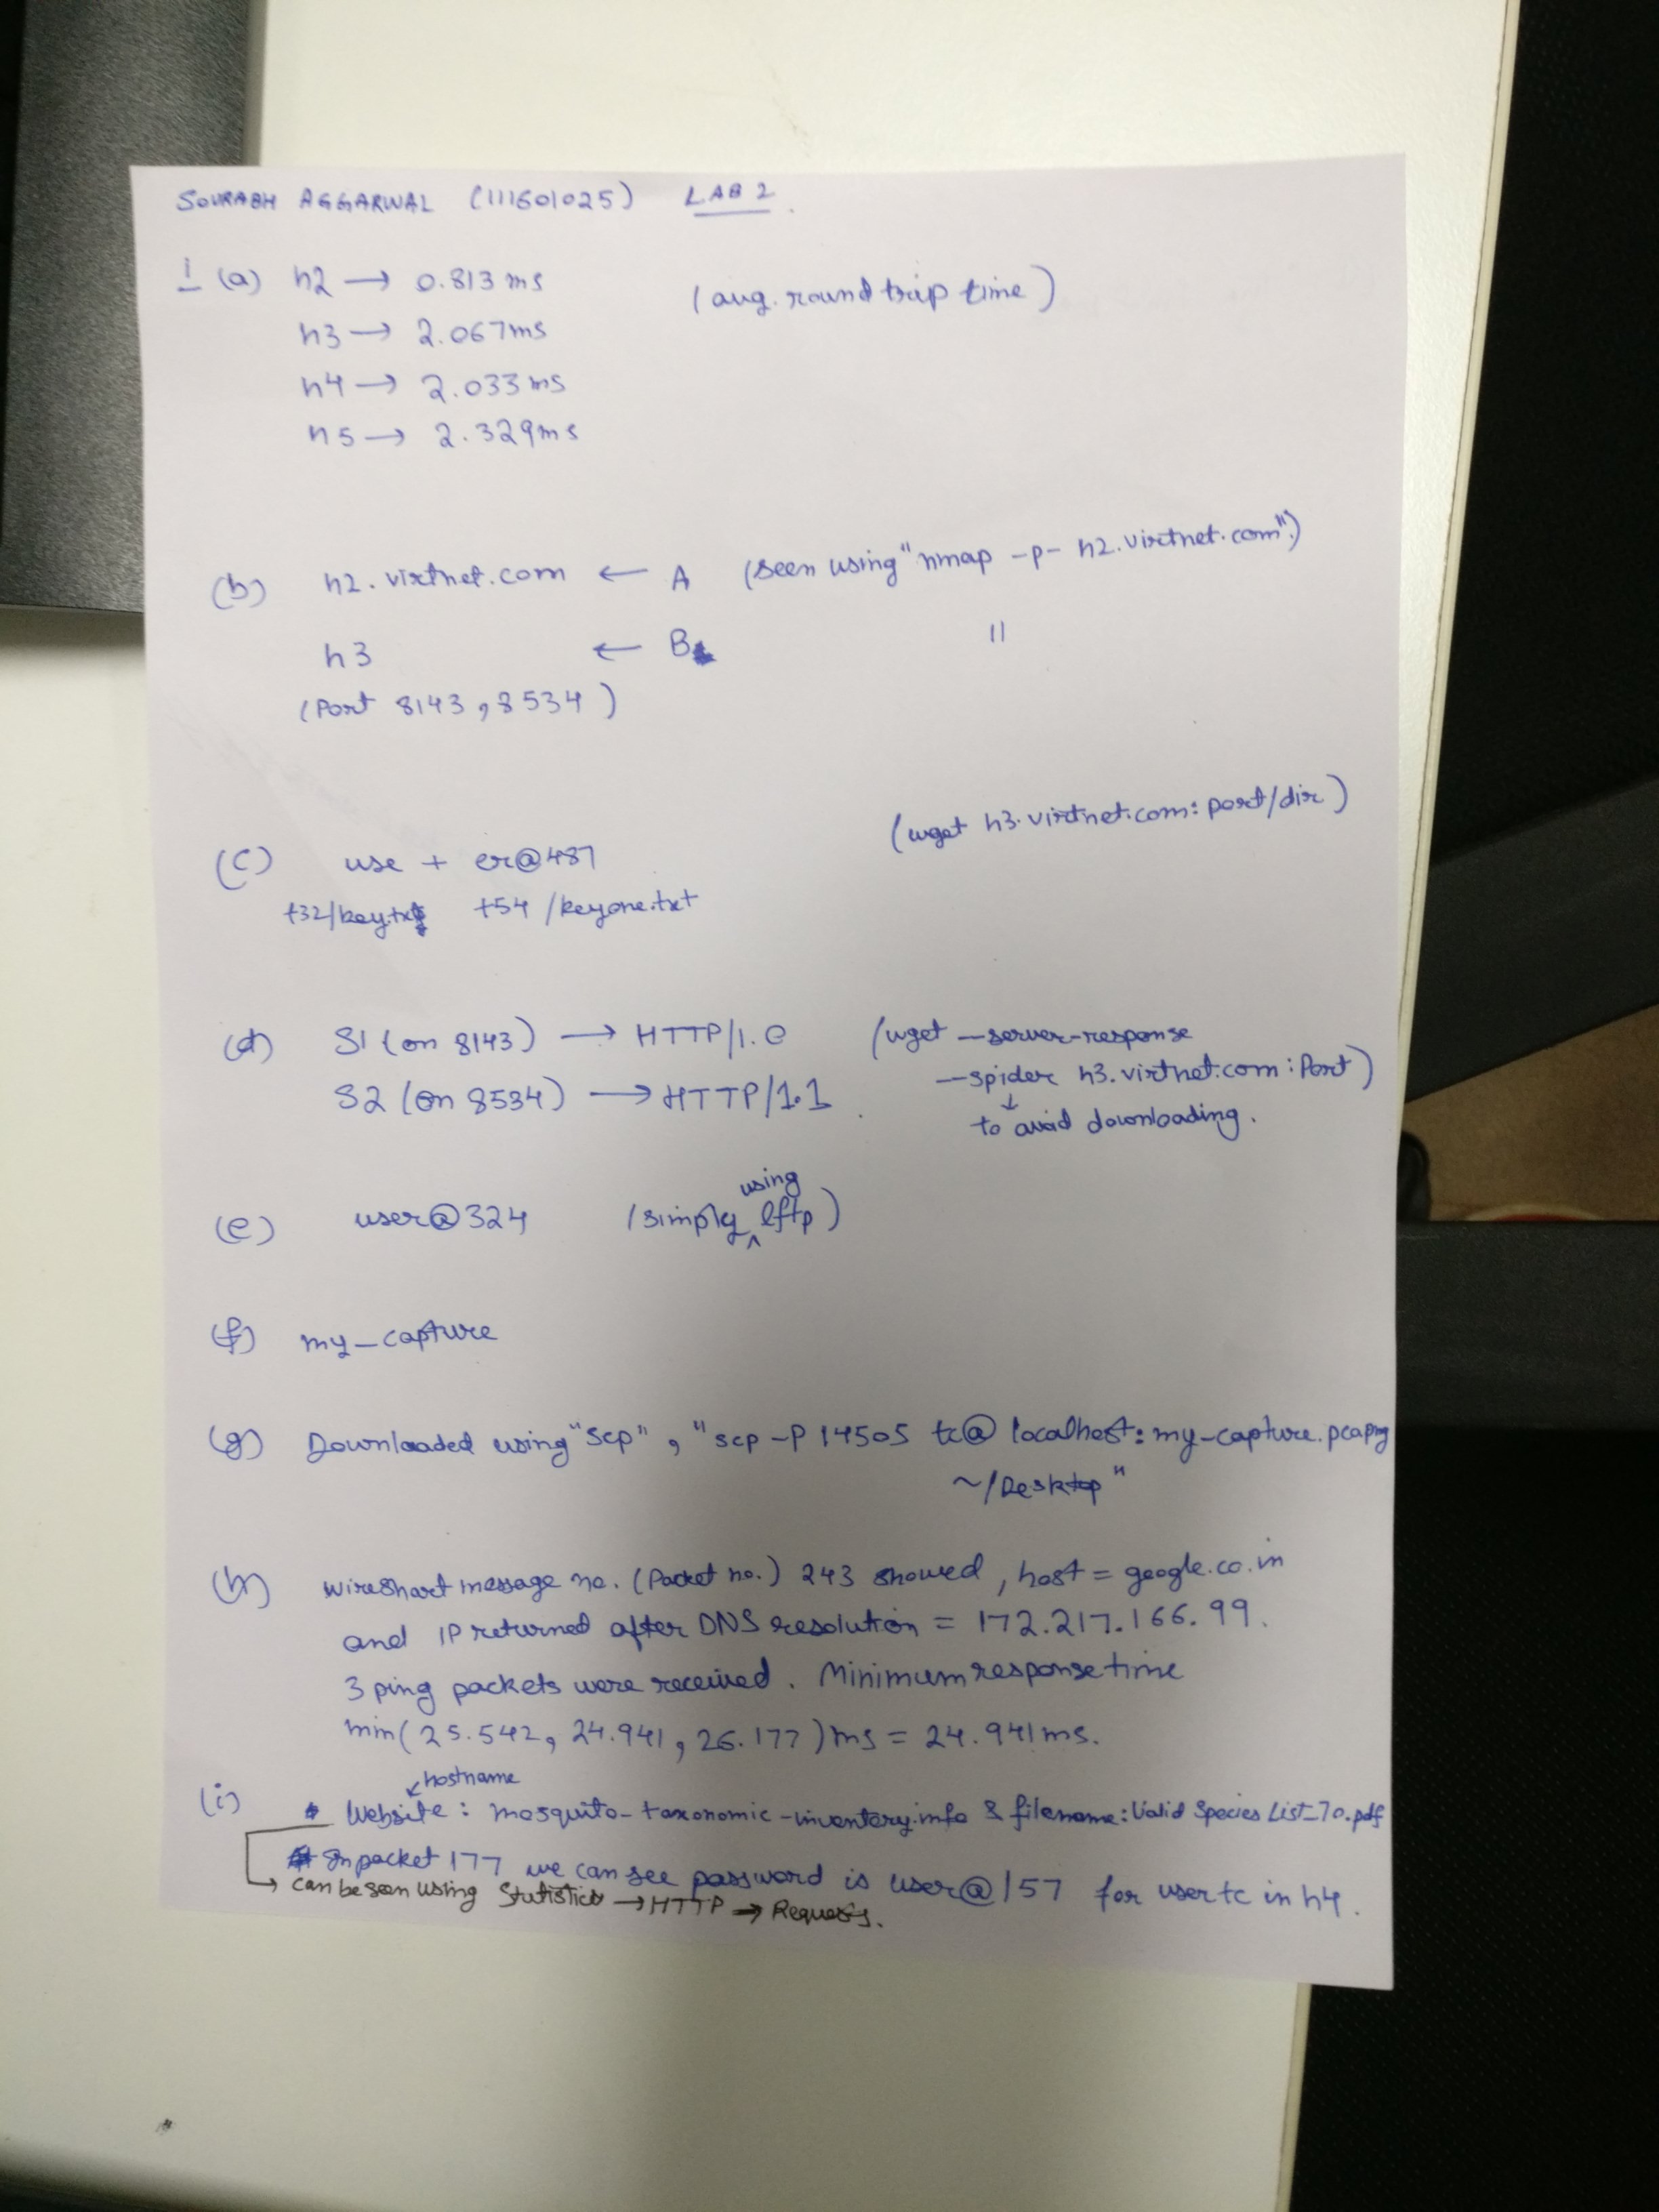 SOURABH AGGARWAL (111601025) LAB 2.
1 (a) h2 → 0.813 ms (avg. round trip time)
h3 → 2.067ms
h4 → 2.033 ms
h5 → 2.329ms
(b) h2.virtnet.com ← A (seen using "nmap -p- h2.virtnet.com")
h3 ← B "
(Port 8143, 8534)
(c) use + er@487 (wget h3.virtnet.com:port/dir)
+32/key.txt +54/keyone.txt
(d) S1 (on 8143) → HTTP/1.0 (wget --server-response
S2 (on 8534) → HTTP/1.1. --spider h3.virtnet.com:Port)
↓
to avoid downloading.
(e) user@324 (simply using lftp)
(f) my_capture
(g) Downloaded using "scp", "scp -P 14505 tc@localhost:my-capture.pcapng
~/Desktop"
(h) wireshart message no. (Packet no.) 243 showed, host = google.co.in
and IP returned after DNS resolution = 172.217.166.99.
3 ping packets were received. Minimum response time
min(25.542, 24.941, 26.177)ms = 24.941ms.
↙ hostname
(i) Website: mosquito-taxonomic-inventory.info & filename: Valid Species List_70.pdf
In packet 177 we can see password is user@157 for user tc in h4.
↳ can be seen using Statistics → HTTP → Requests.